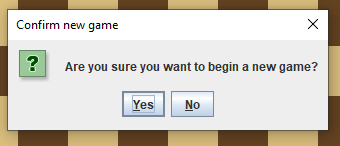 Confirm new game
Are you sure you want to begin a new game?
Yes No